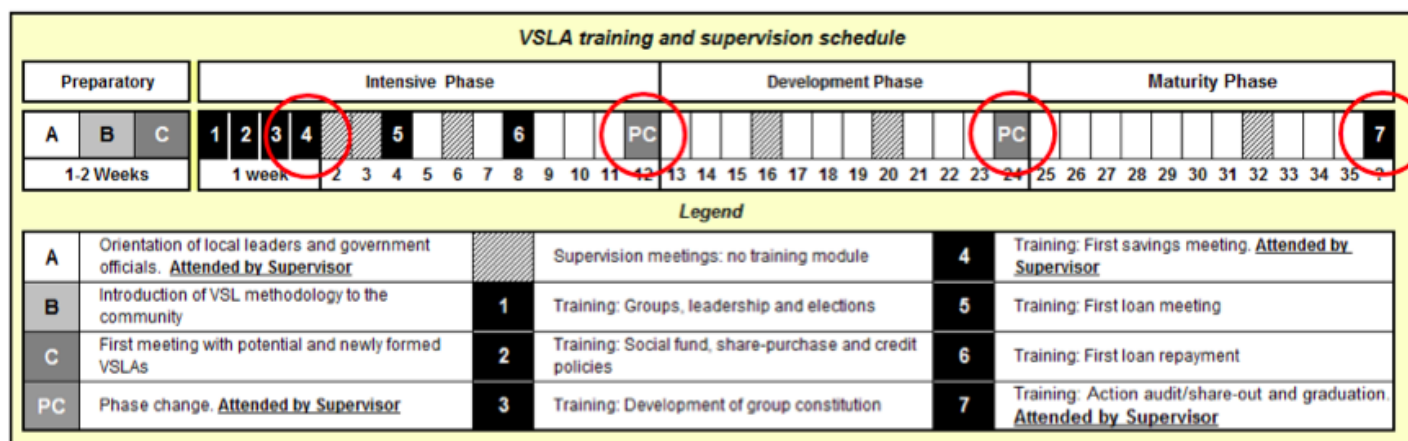 VSLA training and supervision schedule
Preparatory Intensive Phase Development Phase Maturity Phase
A B C 1 2 3 4 5 6 PC PC 7
1-2 Weeks 1 week 2 3 4 5 6 7 8 9 10 11 12 13 14 15 16 17 18 19 20 21 22 23 24 25 26 27 28 29 30 31 32 33 34 35 ?
Legend
A Orientation of local leaders and government
officials. Attended by Supervisor
Supervision meetings: no training module
4 Training: First savings meeting. Attended by
Supervisor
B Introduction of VSL methodology to the
community
1 Training: Groups, leadership and elections
5 Training: First loan meeting
C First meeting with potential and newly formed
VSLAs
2 Training: Social fund, share-purchase and credit
policies
6 Training: First loan repayment
PC Phase change. Attended by Supervisor
3 Training: Development of group constitution
7 Training: Action audit/share-out and graduation.
Attended by Supervisor